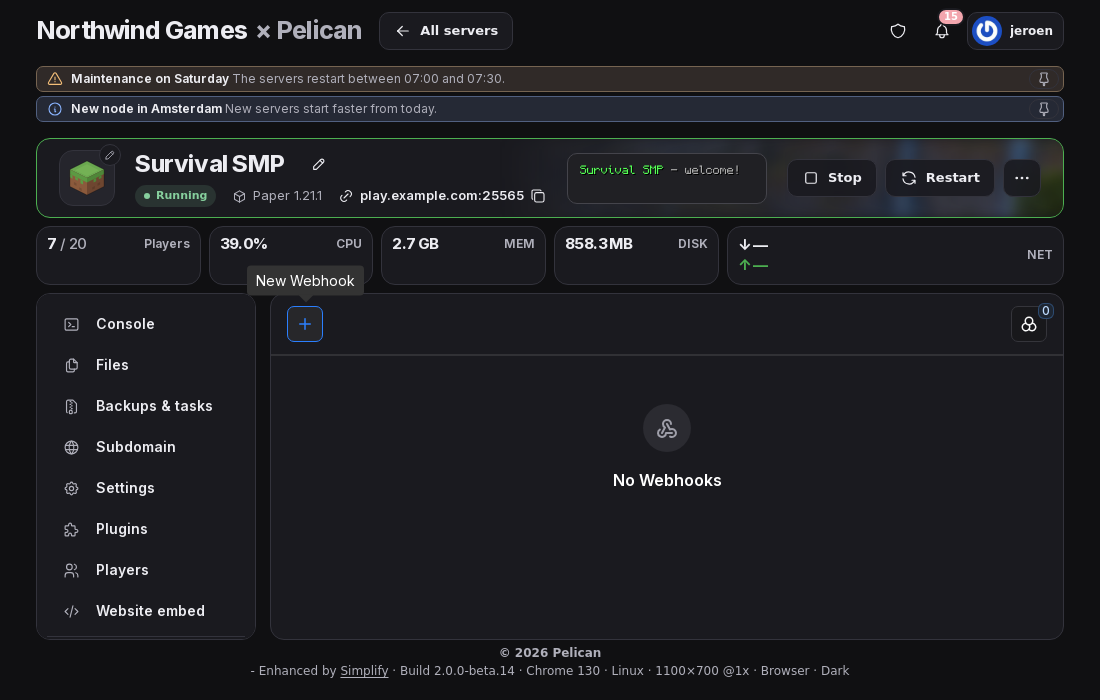 Northwind Games × Pelican
All servers
15
jeroen
Maintenance on Saturday The servers restart between 07:00 and 07:30.
New node in Amsterdam New servers start faster from today.
Survival SMP
Running
Paper 1.21.1
play.example.com:25565
Survival SMP — welcome!
Stop
Restart
7 / 20
Players
39.0%
CPU
2.7 GB
MEM
858.3 MB
DISK
↓—
↑—
NET
New Webhook
0
Console
Files
Backups & tasks
Subdomain
Settings
Plugins
Players
Website embed
No Webhooks
© 2026 Pelican
- Enhanced by Simplify · Build 2.0.0-beta.14 · Chrome 130 · Linux · 1100×700 @1x · Browser · Dark